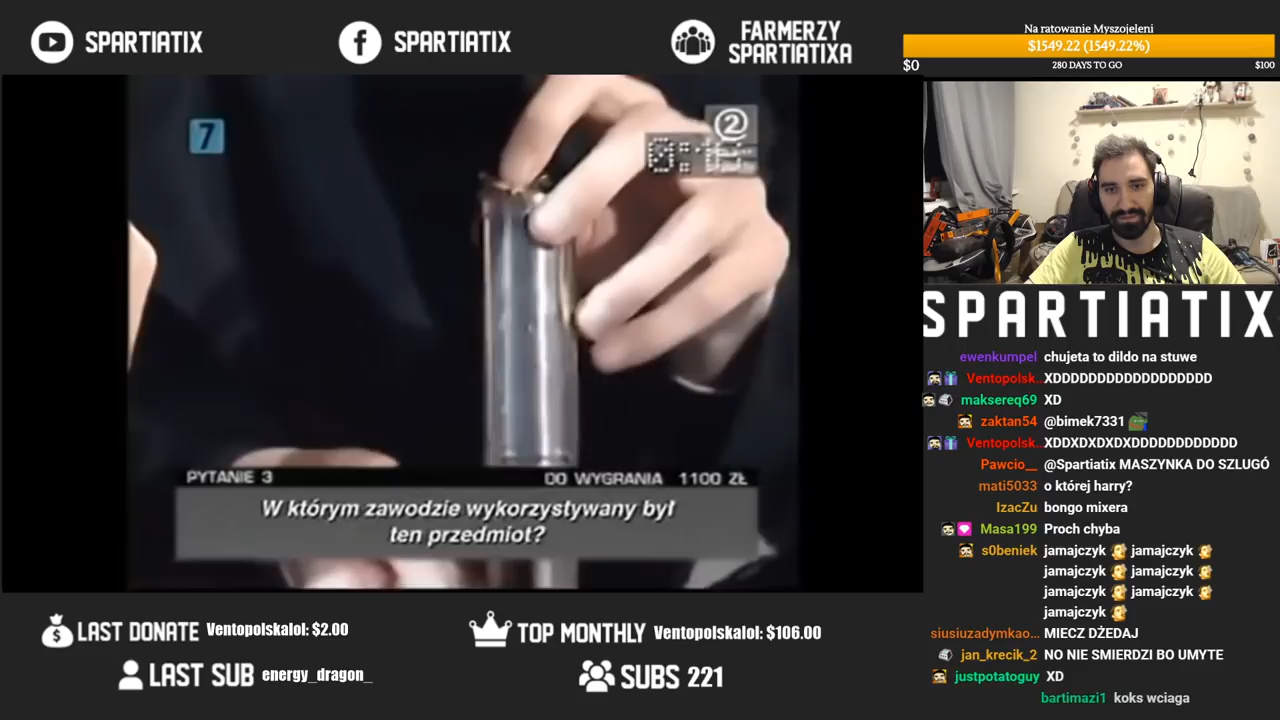 SPARTIATIX
SPARTIATIX
FARMERZY
SPARTIATIXA
Na ratowanie Myszojeleni
$1549.22 (1549.22%)
$0
280 DAYS TO GO
$100
7
2
PYTANIE 3
DO WYGRANIA 1100 ZŁ
W którym zawodzie wykorzystywany był
ten przedmiot?
SPARTIATIX
ewenkumpel chujeta to dildo na stuwe
Ventopolsk... XDDDDDDDDDDDDDDDDDDD
maksereq69 XD
zaktan54 @bimek7331
Ventopolsk... XDDXDXDXDXDDDDDDDDDDDD
Pawcio__ @Spartiatix MASZYNKA DO SZLUGÓ
mati5033 o której harry?
IzacZu bongo mixera
Masa199 Proch chyba
s0beniek jamajczyk jamajczyk
jamajczyk jamajczyk
jamajczyk jamajczyk
jamajczyk
siusiuzadymkao... MIECZ DŻEDAJ
jan_krecik_2 NO NIE SMIERDZI BO UMYTE
justpotatoguy XD
bartimazi1 koks wciaga
LAST DONATE Ventopolskalol: $2.00
TOP MONTHLY Ventopolskalol: $106.00
LAST SUB energy_dragon_
SUBS 221